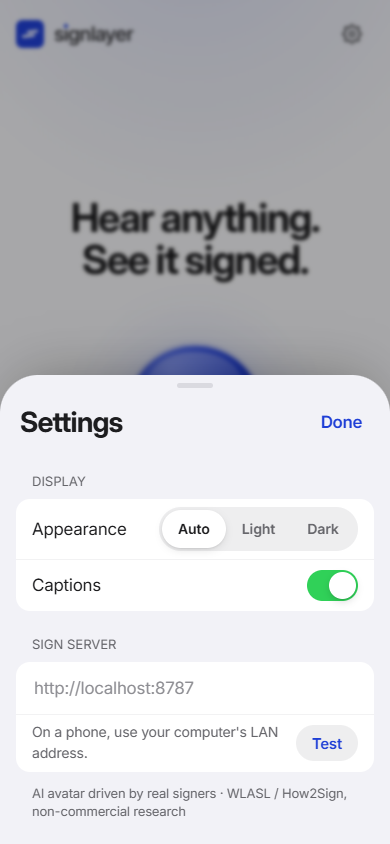 signlayer
Hear anything.
See it signed.
Settings
Done
DISPLAY
Appearance
Auto
Light
Dark
Captions
SIGN SERVER
http://localhost:8787
On a phone, use your computer's LAN
address.
Test
AI avatar driven by real signers · WLASL / How2Sign,
non-commercial research